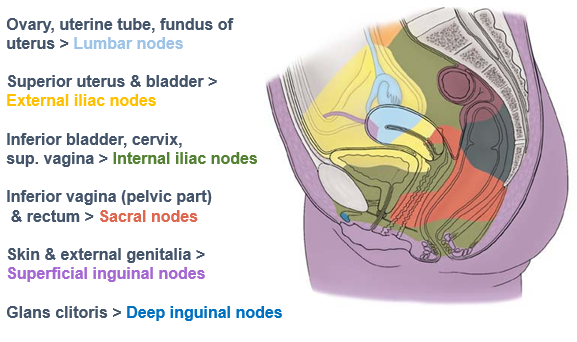 Ovary, uterine tube, fundus of
uterus > Lumbar nodes
Superior uterus & bladder >
External iliac nodes
Inferior bladder, cervix,
sup. vagina > Internal iliac nodes
Inferior vagina (pelvic part)
& rectum > Sacral nodes
Skin & external genitalia >
Superficial inguinal nodes
Glans clitoris > Deep inguinal nodes